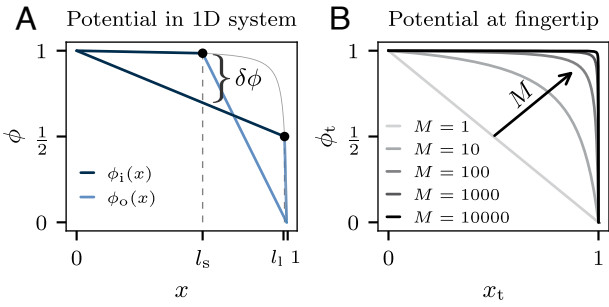 A Potential in 1D system
1
ϕ
1/2
0
δϕ
ϕi(x)
ϕo(x)
0 ls ll 1
x
B Potential at fingertip
1
ϕt
1/2
0
M
M = 1
M = 10
M = 100
M = 1000
M = 10000
0 1
xt